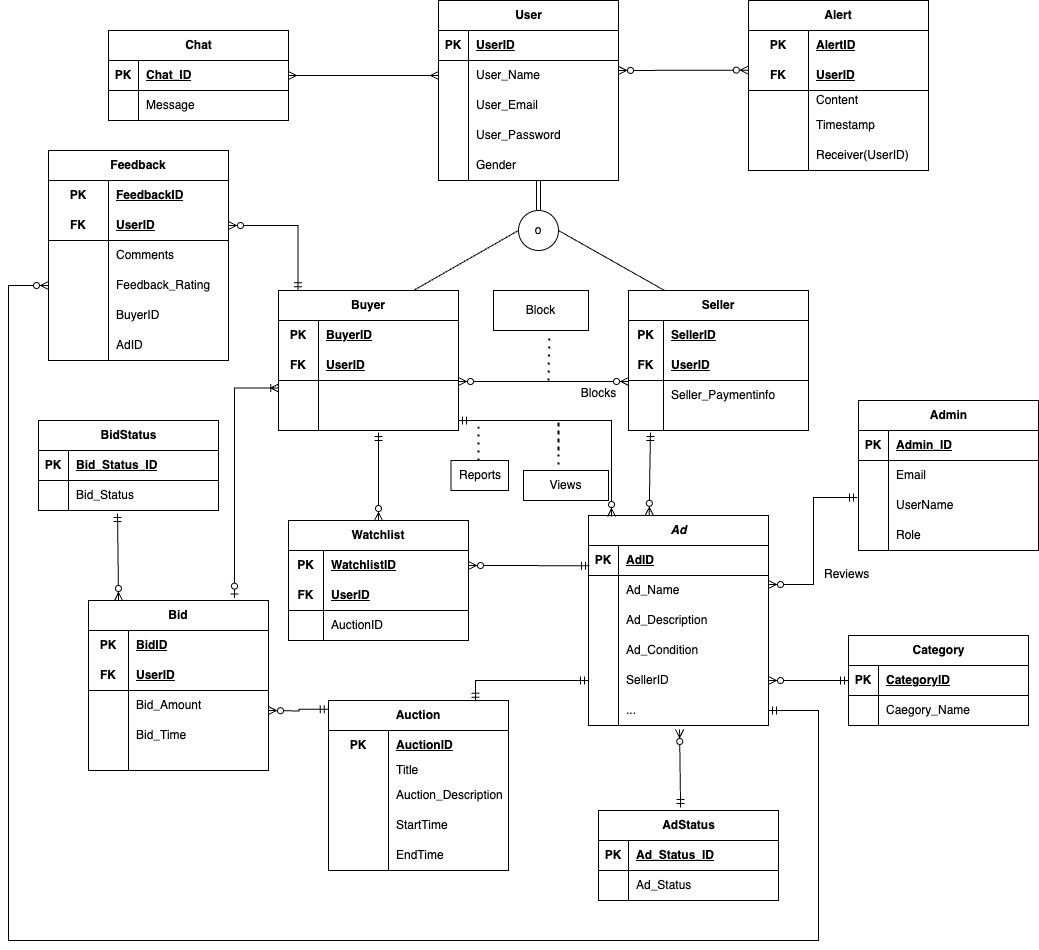 User
PK UserID
User_Name
User_Email
User_Password
Gender
Alert
PK AlertID
FK UserID
Content
Timestamp
Receiver(UserID)
Chat
PK Chat_ID
Message
Feedback
PK FeedbackID
FK UserID
Comments
Feedback_Rating
BuyerID
AdID
o
Buyer
PK BuyerID
FK UserID
Block
Blocks
Seller
PK SellerID
FK UserID
Seller_Paymentinfo
Reports
Views
Admin
PK Admin_ID
Email
UserName
Role
Reviews
BidStatus
PK Bid_Status_ID
Bid_Status
Watchlist
PK WatchlistID
FK UserID
AuctionID
Ad
PK AdID
Ad_Name
Ad_Description
Ad_Condition
SellerID
...
Bid
PK BidID
FK UserID
Bid_Amount
Bid_Time
Category
PK CategoryID
Caegory_Name
Auction
PK AuctionID
Title
Auction_Description
StartTime
EndTime
AdStatus
PK Ad_Status_ID
Ad_Status